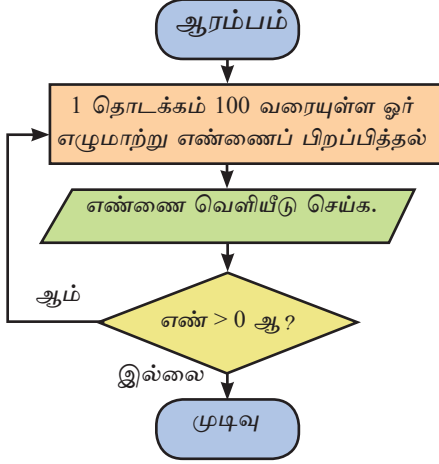 ஆரம்பம்
1 தொடக்கம் 100 வரையுள்ள ஓர்
எழுமாற்று எண்ணைப் பிறப்பித்தல்
எண்ணை வெளியீடு செய்க.
ஆம்
எண் > 0 ஆ?
இல்லை
முடிவு